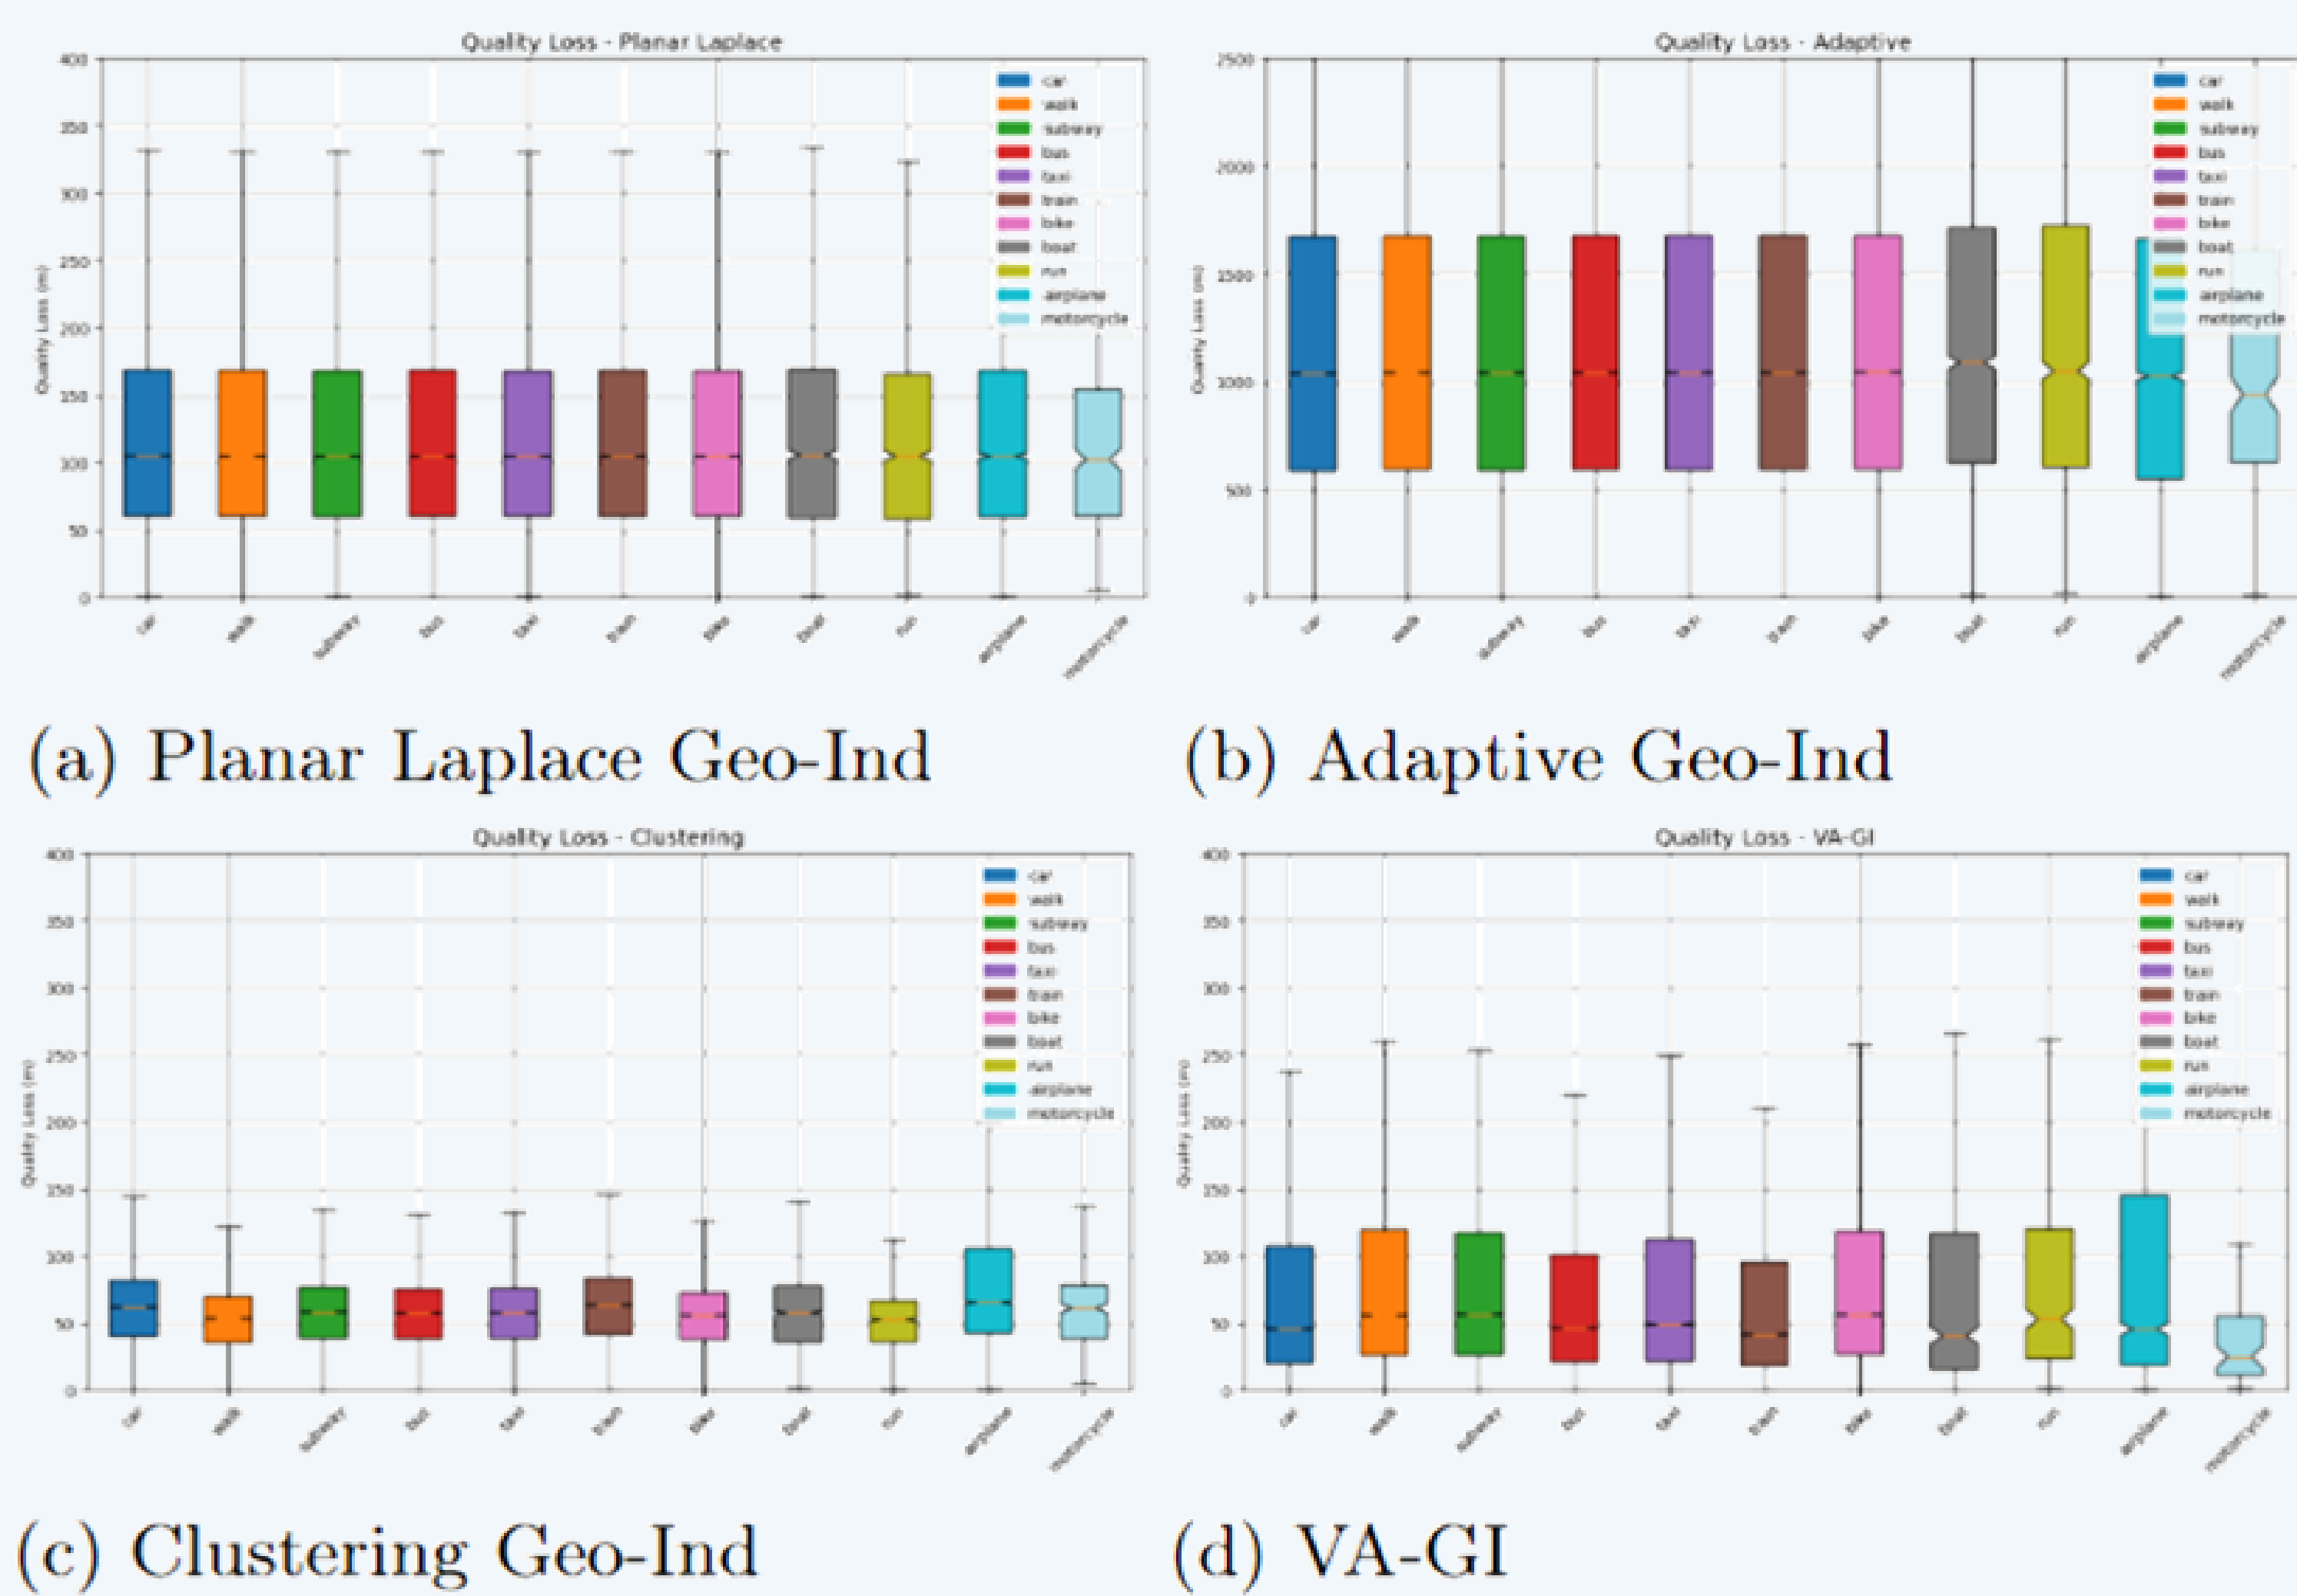 Quality Loss - Planar Laplace
400
350
300
250
200
150
100
50
0
Quality Loss (m)
car
walk
subway
bus
taxi
train
bike
boat
run
airplane
motorcycle
car
walk
subway
bus
taxi
train
bike
boat
run
airplane
motorcycle
(a) Planar Laplace Geo-Ind
Quality Loss - Adaptive
2500
2000
1500
1000
500
0
Quality Loss (m)
car
walk
subway
bus
taxi
train
bike
boat
run
airplane
motorcycle
car
walk
subway
bus
taxi
train
bike
boat
run
airplane
motorcycle
(b) Adaptive Geo-Ind
Quality Loss - Clustering
400
350
300
250
200
150
100
50
0
Quality Loss (m)
car
walk
subway
bus
taxi
train
bike
boat
run
airplane
motorcycle
car
walk
subway
bus
taxi
train
bike
boat
run
airplane
motorcycle
(c) Clustering Geo-Ind
Quality Loss - VA-GI
400
350
300
250
200
150
100
50
0
Quality Loss (m)
car
walk
subway
bus
taxi
train
bike
boat
run
airplane
motorcycle
car
walk
subway
bus
taxi
train
bike
boat
run
airplane
motorcycle
(d) VA-GI